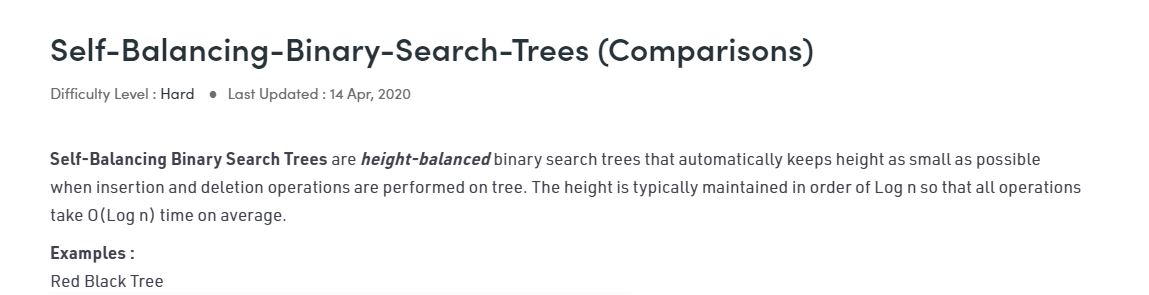 Self-Balancing-Binary-Search-Trees (Comparisons)
Difficulty Level : Hard ● Last Updated : 14 Apr, 2020
Self-Balancing Binary Search Trees are height-balanced binary search trees that automatically keeps height as small as possible
when insertion and deletion operations are performed on tree. The height is typically maintained in order of Log n so that all operations
take O(Log n) time on average.
Examples :
Red Black Tree